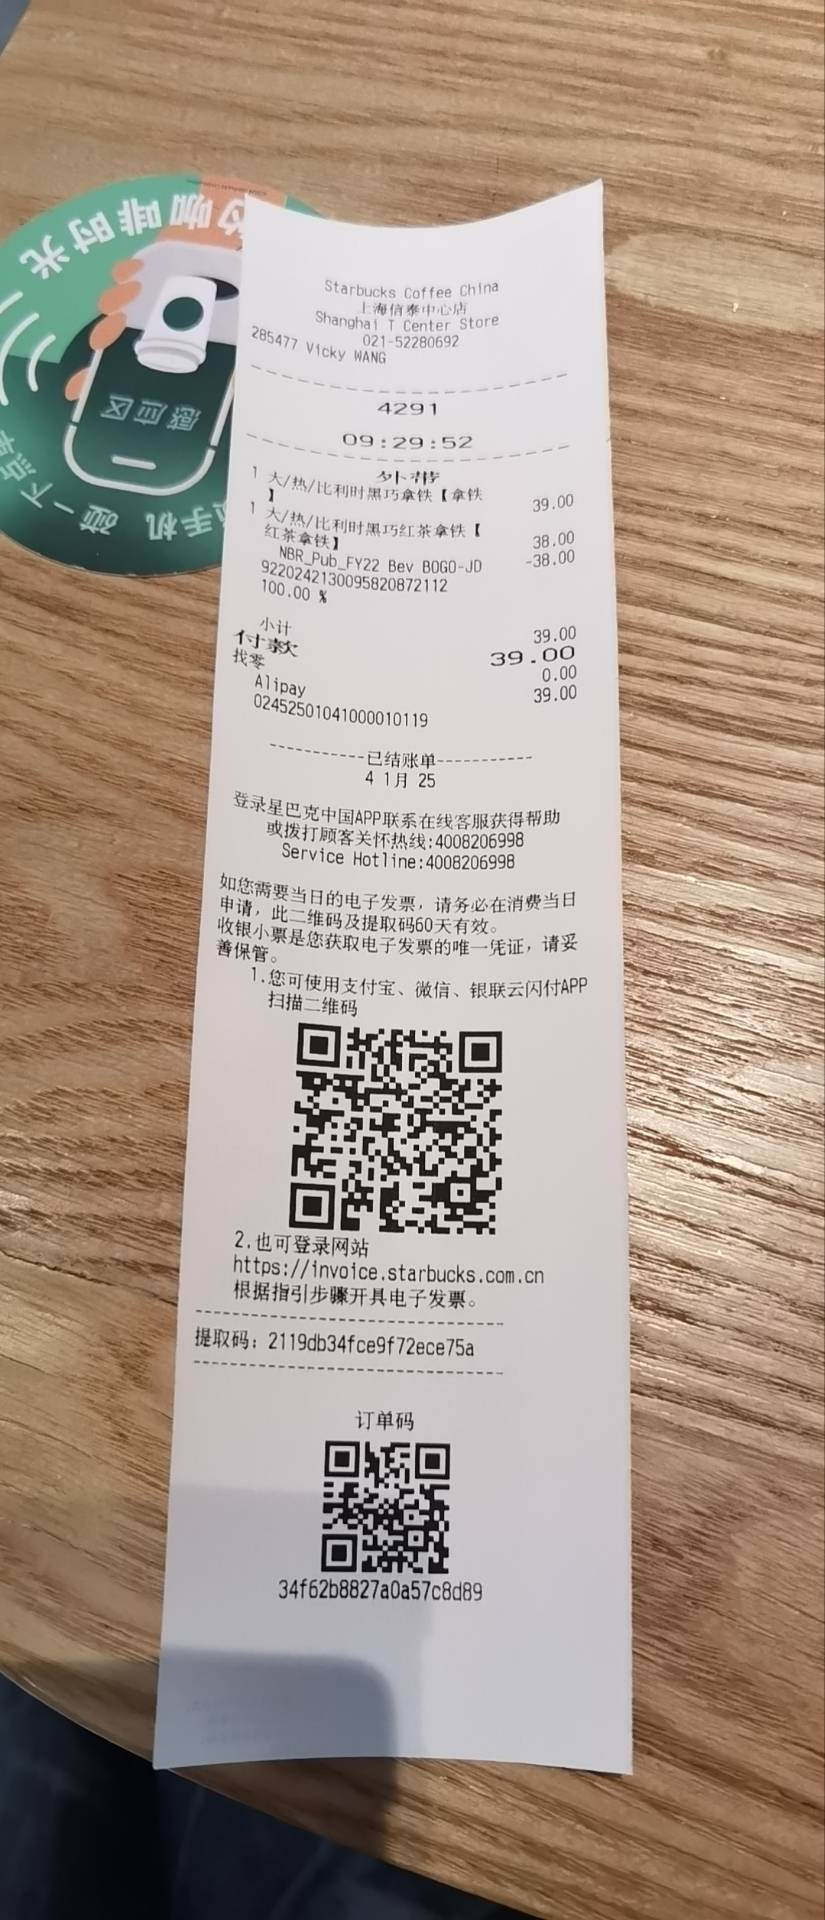 Starbucks Coffee China
上海信泰中心店
Shanghai T Center Store
021-52280692
285477 Vicky WANG
4291
09:29:52
外带
1 大/热/比利时黑巧拿铁【拿铁 39.00
】
1 大/热/比利时黑巧红茶拿铁【
红茶拿铁】 38.00
NBR_Pub_FY22 Bev BOGO-JD -38.00
9220242130095820872112
100.00 %
小计 39.00
付款 39.00
找零 0.00
Alipay 39.00
02452501041000010119
-----------已结账单-----------
4 1月 25
登录星巴克中国APP联系在线客服获得帮助
或拨打顾客关怀热线:4008206998
Service Hotline:4008206998
如您需要当日的电子发票，请务必在消费当日
申请，此二维码及提取码60天有效。
收银小票是您获取电子发票的唯一凭证，请妥
善保管。
1.您可使用支付宝、微信、银联云闪付APP
扫描二维码
2.也可登录网站
https://invoice.starbucks.com.cn
根据指引步骤开具电子发票。
提取码：2119db34fce9f72ece75a
订单码
34f62b8827a0a57c8d89
的咖啡时光
感应区
手机 碰一下点单